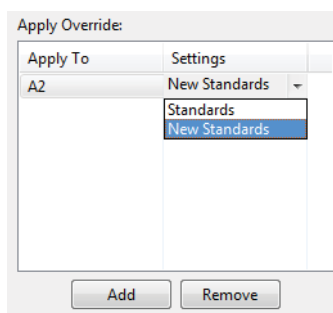 Apply Override:
Apply To Settings
A2 New Standards
Standards
New Standards
Add Remove